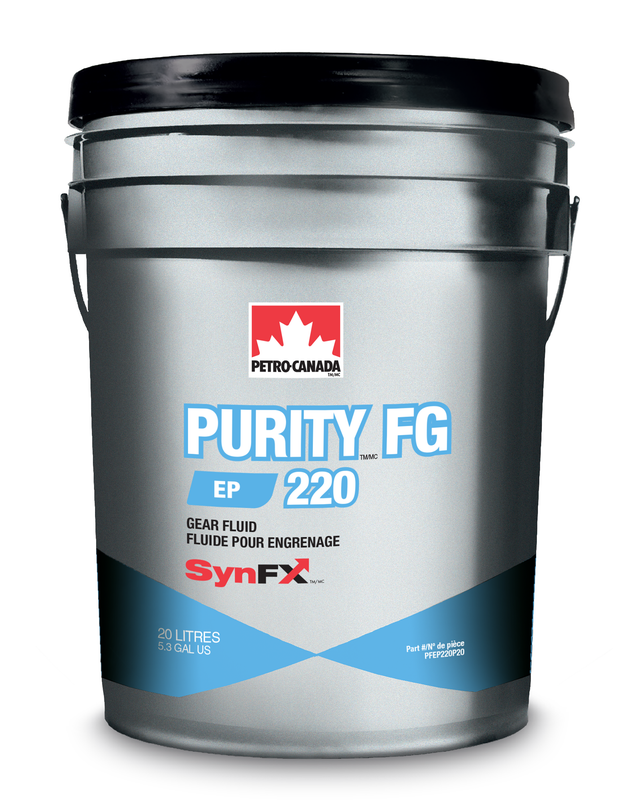 PETRO-CANADA
TM/MC
PURITY FG
TM/MC
EP 220
GEAR FLUID
FLUIDE POUR ENGRENAGE
SynFX
TM/MC
20 LITRES
5.3 GAL US
Part #/N° de pièce
PFEP220P20